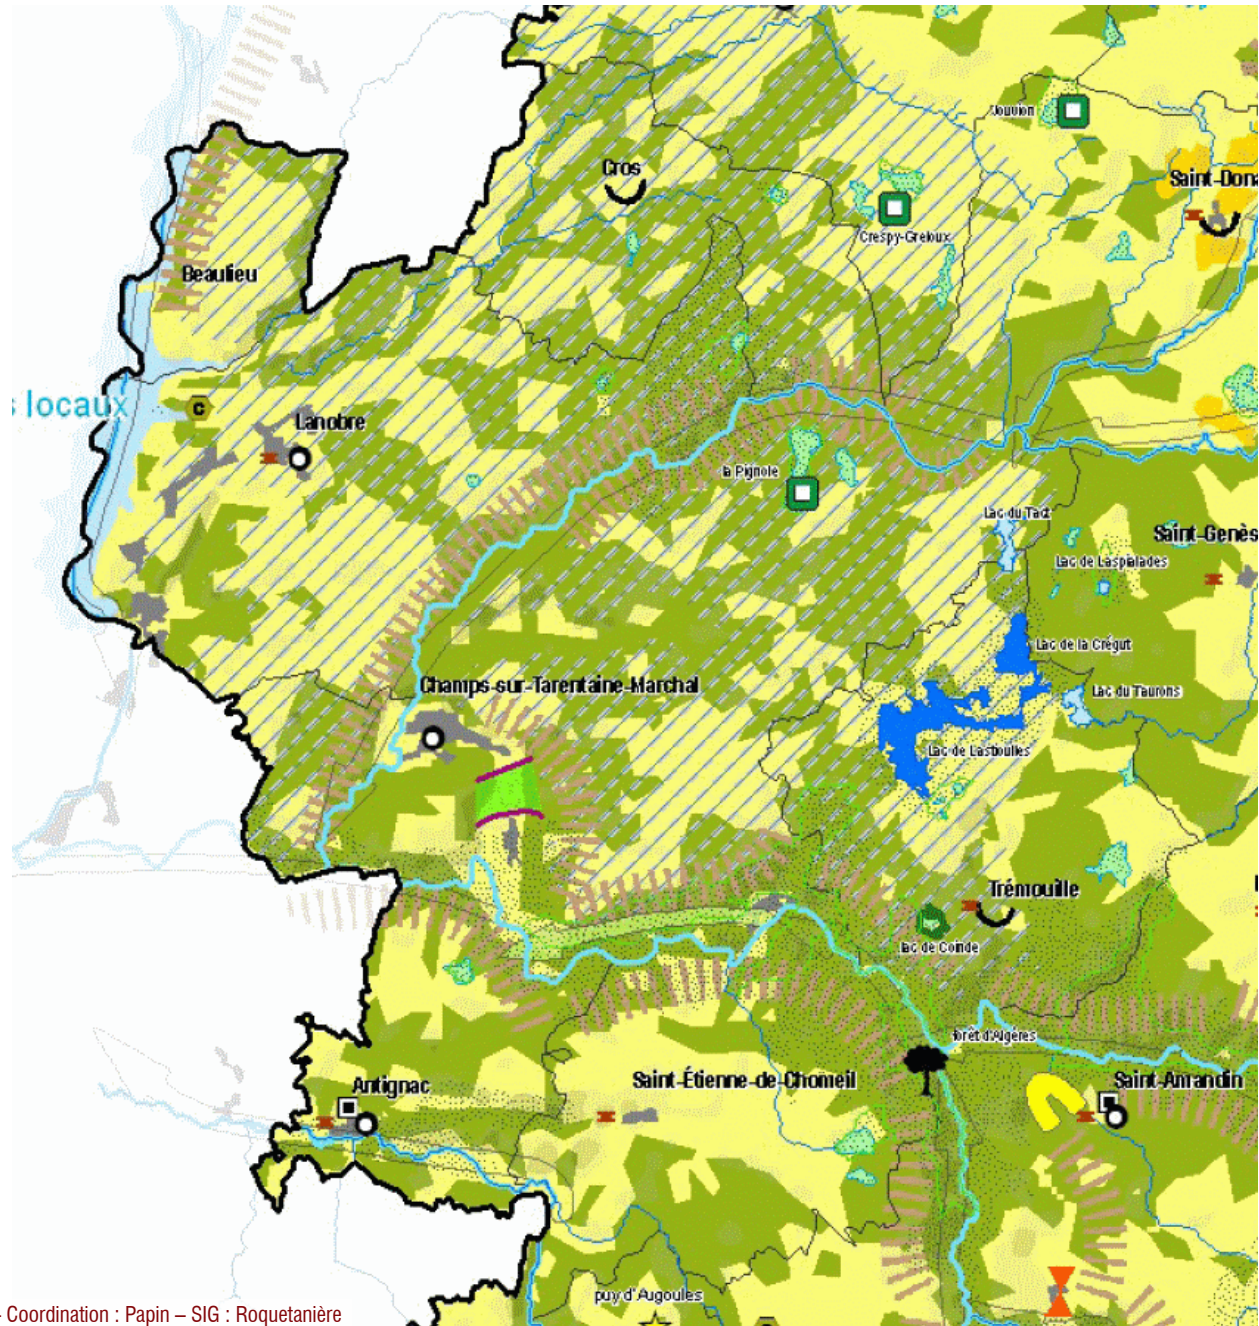 Jouvion
Cros
Saint-Dona
Crespy-Greloux
Beaulieu
s locaux
c
Lanobre
la Pignole
Lac du Tact
Saint-Genès
Lac de Laspialades
Lac de la Crégut
Champs-sur-Tarentaine-Marchal
Lac du Taurons
Lac de Lastioulles
Trémouille
lac de Coinde
forêt d'Algères
Antignac
Saint-Étienne-de-Chomeil
Saint-Amandin
puy d'Augoules
- Coordination : Papin – SIG : Roquetanière